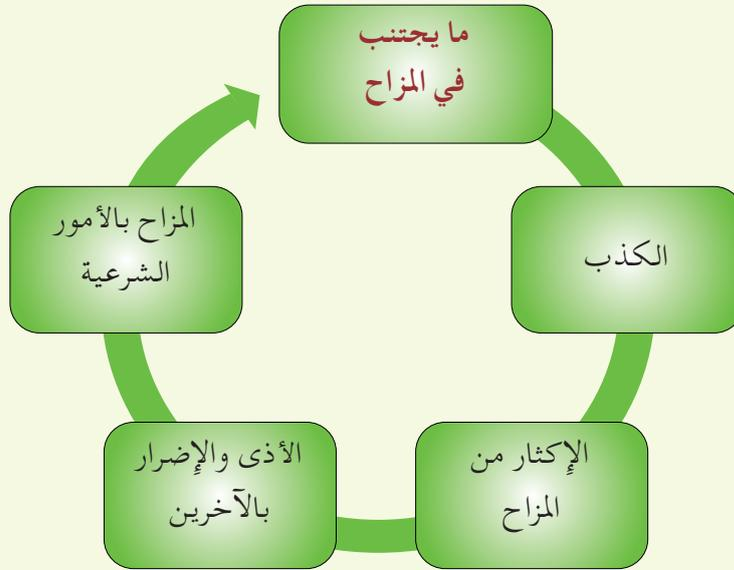 ما يجتنب
في المزاح
الكذب
الإكثار من
المزاح
الأذى والإضرار
بالآخرين
المزاح بالأمور
الشرعية